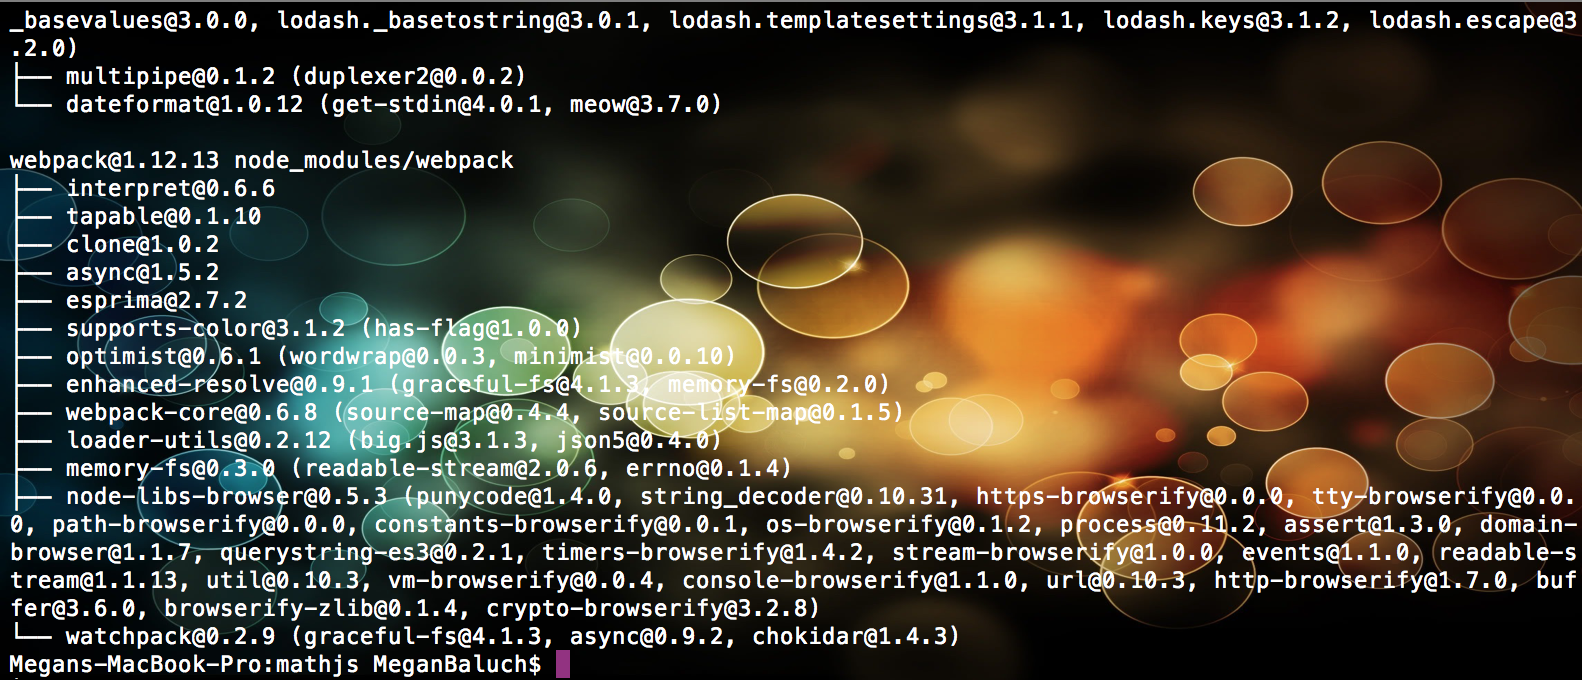 _basevalues@3.0.0, lodash._basetostring@3.0.1, lodash.templatesettings@3.1.1, lodash.keys@3.1.2, lodash.escape@3
.2.0)
├── multipipe@0.1.2 (duplexer2@0.0.2)
└── dateformat@1.0.12 (get-stdin@4.0.1, meow@3.7.0)
webpack@1.12.13 node_modules/webpack
├── interpret@0.6.6
├── tapable@0.1.10
├── clone@1.0.2
├── async@1.5.2
├── esprima@2.7.2
├── supports-color@3.1.2 (has-flag@1.0.0)
├── optimist@0.6.1 (wordwrap@0.0.3, minimist@0.0.10)
├── enhanced-resolve@0.9.1 (graceful-fs@4.1.3, memory-fs@0.2.0)
├── webpack-core@0.6.8 (source-map@0.4.4, source-list-map@0.1.5)
├── loader-utils@0.2.12 (big.js@3.1.3, json5@0.4.0)
├── memory-fs@0.3.0 (readable-stream@2.0.6, errno@0.1.4)
├── node-libs-browser@0.5.3 (punycode@1.4.0, string_decoder@0.10.31, https-browserify@0.0.0, tty-browserify@0.0.
0, path-browserify@0.0.0, constants-browserify@0.0.1, os-browserify@0.1.2, process@0.11.2, assert@1.3.0, domain-
browser@1.1.7, querystring-es3@0.2.1, timers-browserify@1.4.2, stream-browserify@1.0.0, events@1.1.0, readable-s
tream@1.1.13, util@0.10.3, vm-browserify@0.0.4, console-browserify@1.1.0, url@0.10.3, http-browserify@1.7.0, buf
fer@3.6.0, browserify-zlib@0.1.4, crypto-browserify@3.2.8)
└── watchpack@0.2.9 (graceful-fs@4.1.3, async@0.9.2, chokidar@1.4.3)
Megans-MacBook-Pro:mathjs MeganBaluch$